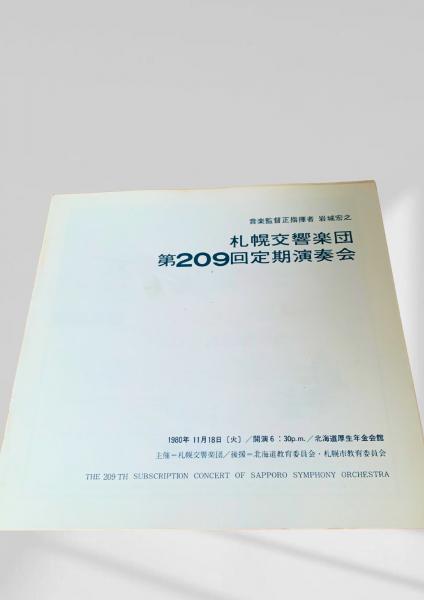 音楽監督正指揮者 岩城宏之
札幌交響楽団
第209回定期演奏会
1980年 11月18日〔火〕／開演6：30p.m.／北海道厚生年金会館
主催＝札幌交響楽団／後援＝北海道教育委員会・札幌市教育委員会
THE 209 TH SUBSCRIPTION CONCERT OF SAPPORO SYMPHONY ORCHESTRA